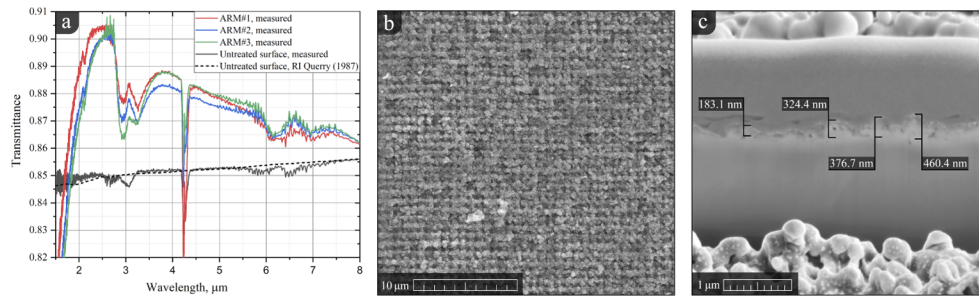 a
ARM#1, measured
ARM#2, measured
ARM#3, measured
Untreated surface, measured
Untreated surface, RI Querry (1987)
0.91
0.90
0.89
0.88
0.87
0.86
0.85
0.84
0.83
0.82
Transmittance
2
3
4
5
6
7
8
Wavelength, μm
b
10 μm
c
183.1 nm
324.4 nm
376.7 nm
460.4 nm
1 μm